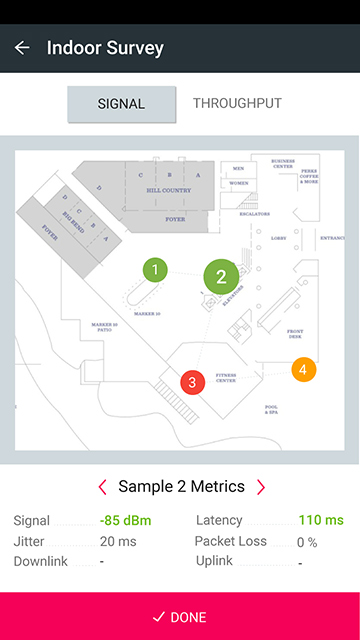 Indoor Survey
SIGNAL THROUGHPUT
BUSINESS CENTER
PERKS COFFEE & MORE
MEN
WOMEN
C B A
D
HILL COUNTRY
FOYER
ESCALATORS
D C B A
BIG BEND
FOYER
LOBBY
ENTRANCE
1
2
ELEVATORS
MARKER 10
MARKER 10 PATIO
FRONT DESK
3
FITNESS CENTER
4
POOL & SPA
Sample 2 Metrics
Signal -85 dBm Latency 110 ms
Jitter 20 ms Packet Loss 0 %
Downlink - Uplink -
DONE